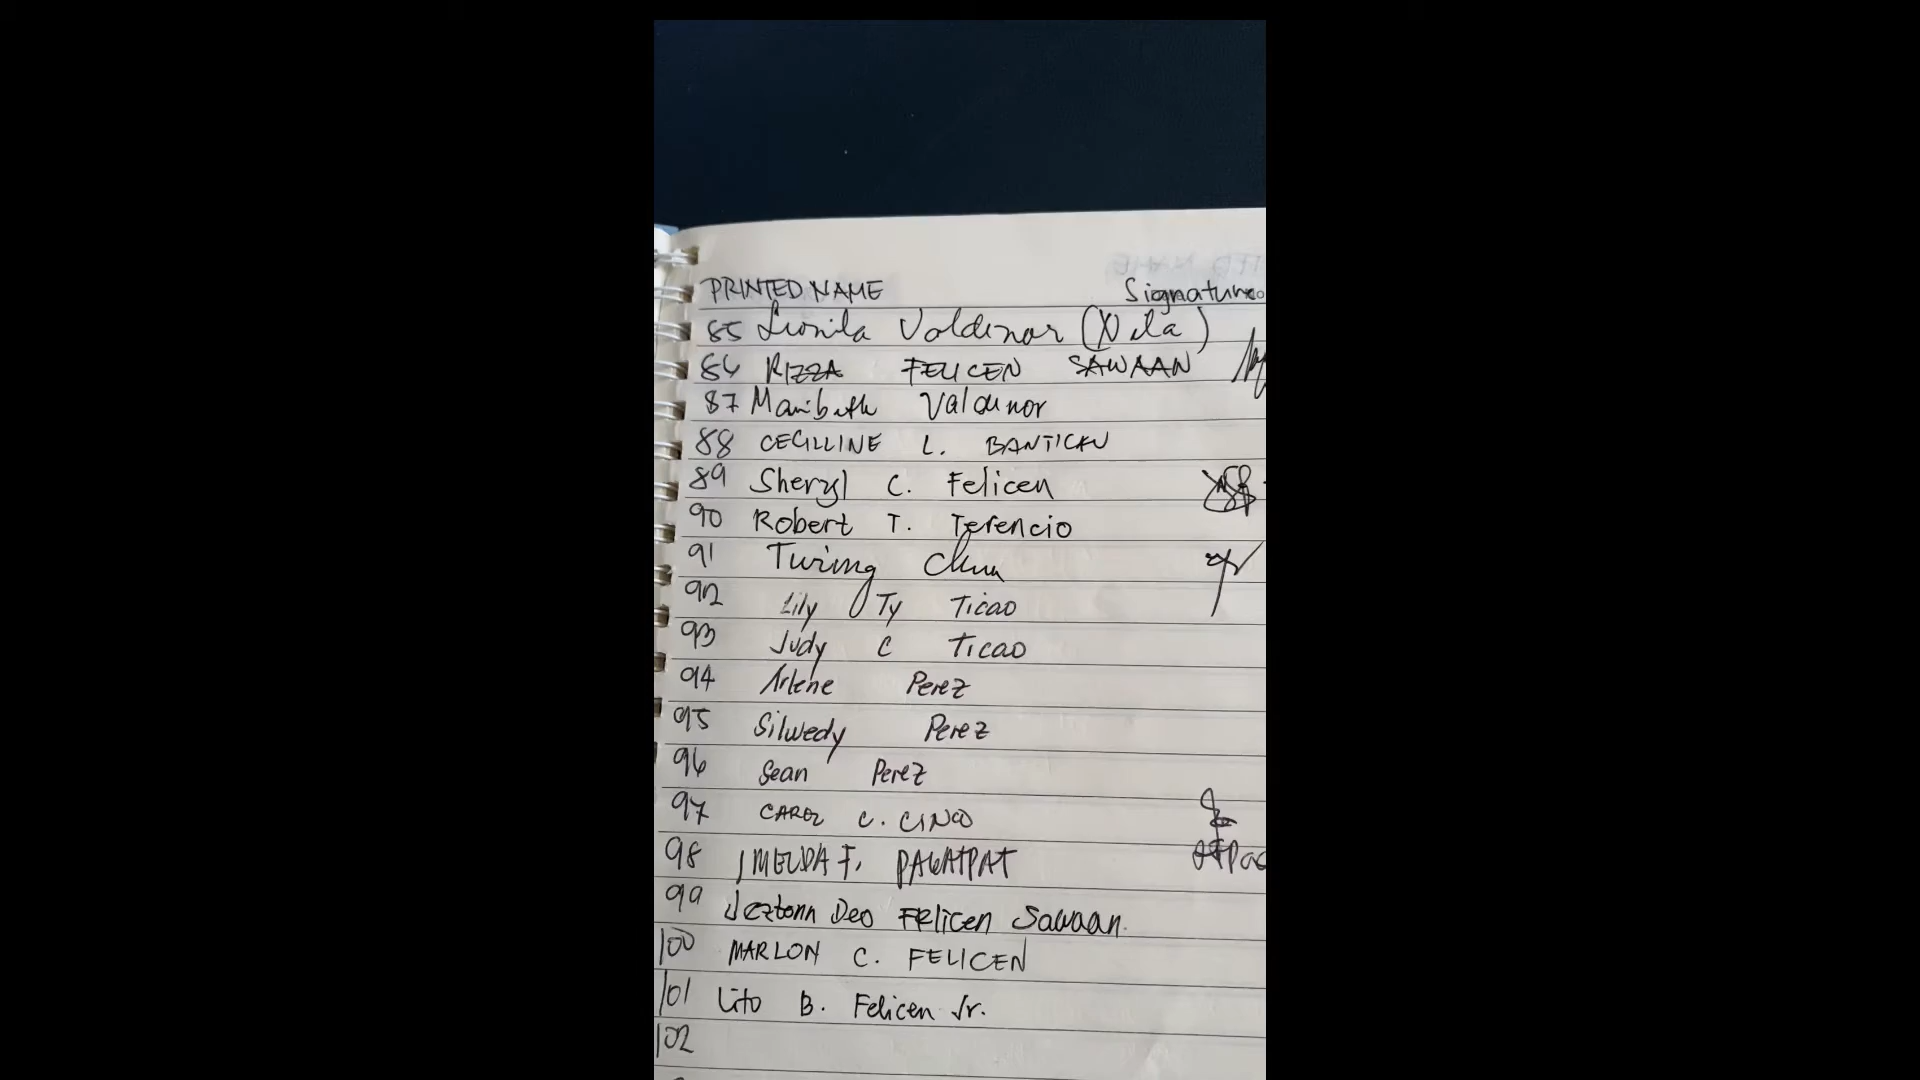 PRINTED NAME Signature
85 Leonila Valdenor (Nela)
86 RIZZA FELICEN SAWAAN
87 Maribeth Valdenor
88 CECILLINE L. BANTICAN
89 Sheryl C. Felicen
90 Robert T. Terencio
91 Turing Chua
92 Lily Ty Ticao
93 Judy C Ticao
94 Arlene Perez
95 Silwedy Perez
96 Sean Perez
97 CAROL C. CINCO
98 IMELDA F. PAGATPAT
99 Jeztonn Deo Felicen Sawaan.
100 MARLON C. FELICEN
101 Lito B. Felicen Jr.
102